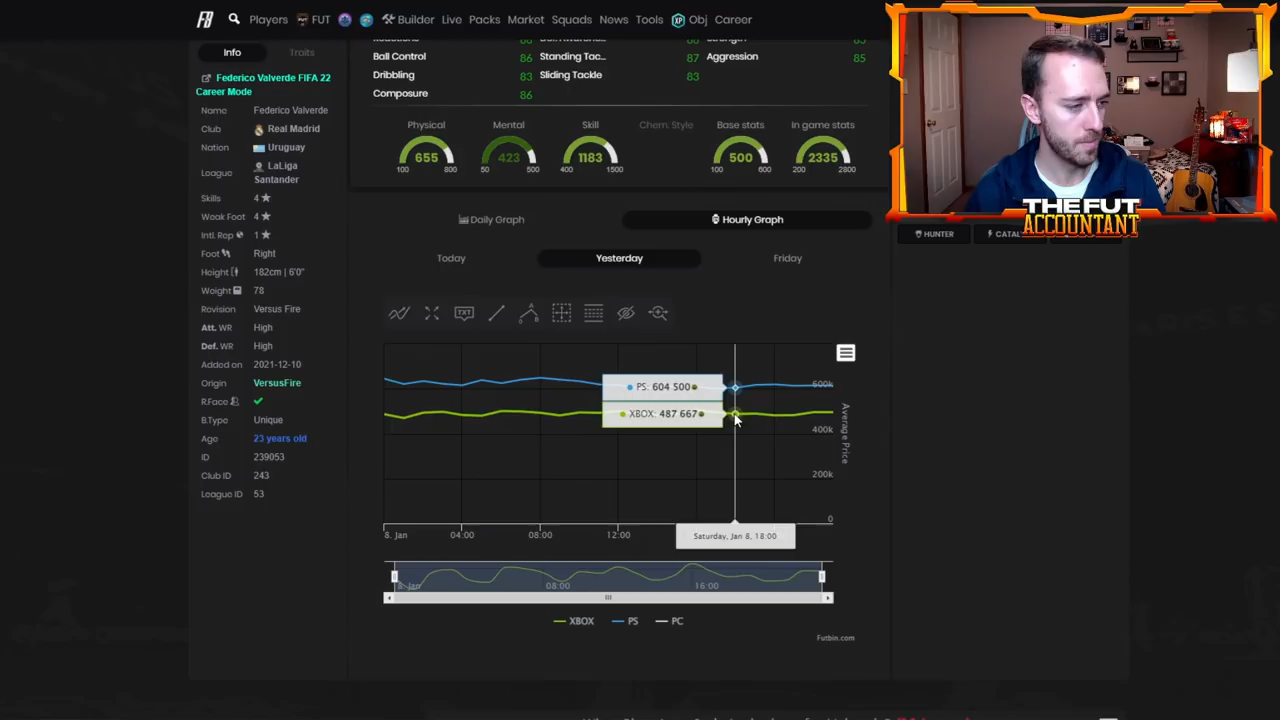 F8 Players FUT Builder Live Packs Market Squads News Tools XP Obj Career
Info Traits
Federico Valverde FIFA 22
Career Mode
Name Federico Valverde
Club Real Madrid
Nation Uruguay
League LaLiga
Santander
Skills 4
Weak Foot 4
Intl. Rep 1
Foot Right
Height 182cm | 6'0"
Weight 78
Revision Versus Fire
Att. WR High
Def. WR High
Added on 2021-12-10
Origin VersusFire
R.Face
B.Type Unique
Age 23 years old
ID 239053
Club ID 243
League ID 53
Ball Control 86 Standing Tac... 87 Aggression 85
Dribbling 83 Sliding Tackle 83
Composure 86
Physical Mental Skill Chem. Style Base stats In game stats
655 423 1183 500 2335
100 800 50 500 400 1500 100 600 200 2800
Daily Graph Hourly Graph
Today Yesterday Friday
TXT
PS: 604 500
XBOX: 487 667
600k
400k
200k
0
Average Price
8. Jan 04:00 08:00 12:00 Saturday, Jan 8, 18:00
8. Jan 08:00 16:00
XBOX PS PC
Futbin.com
THE FUT
ACCOUNTANT
HUNTER CATAL